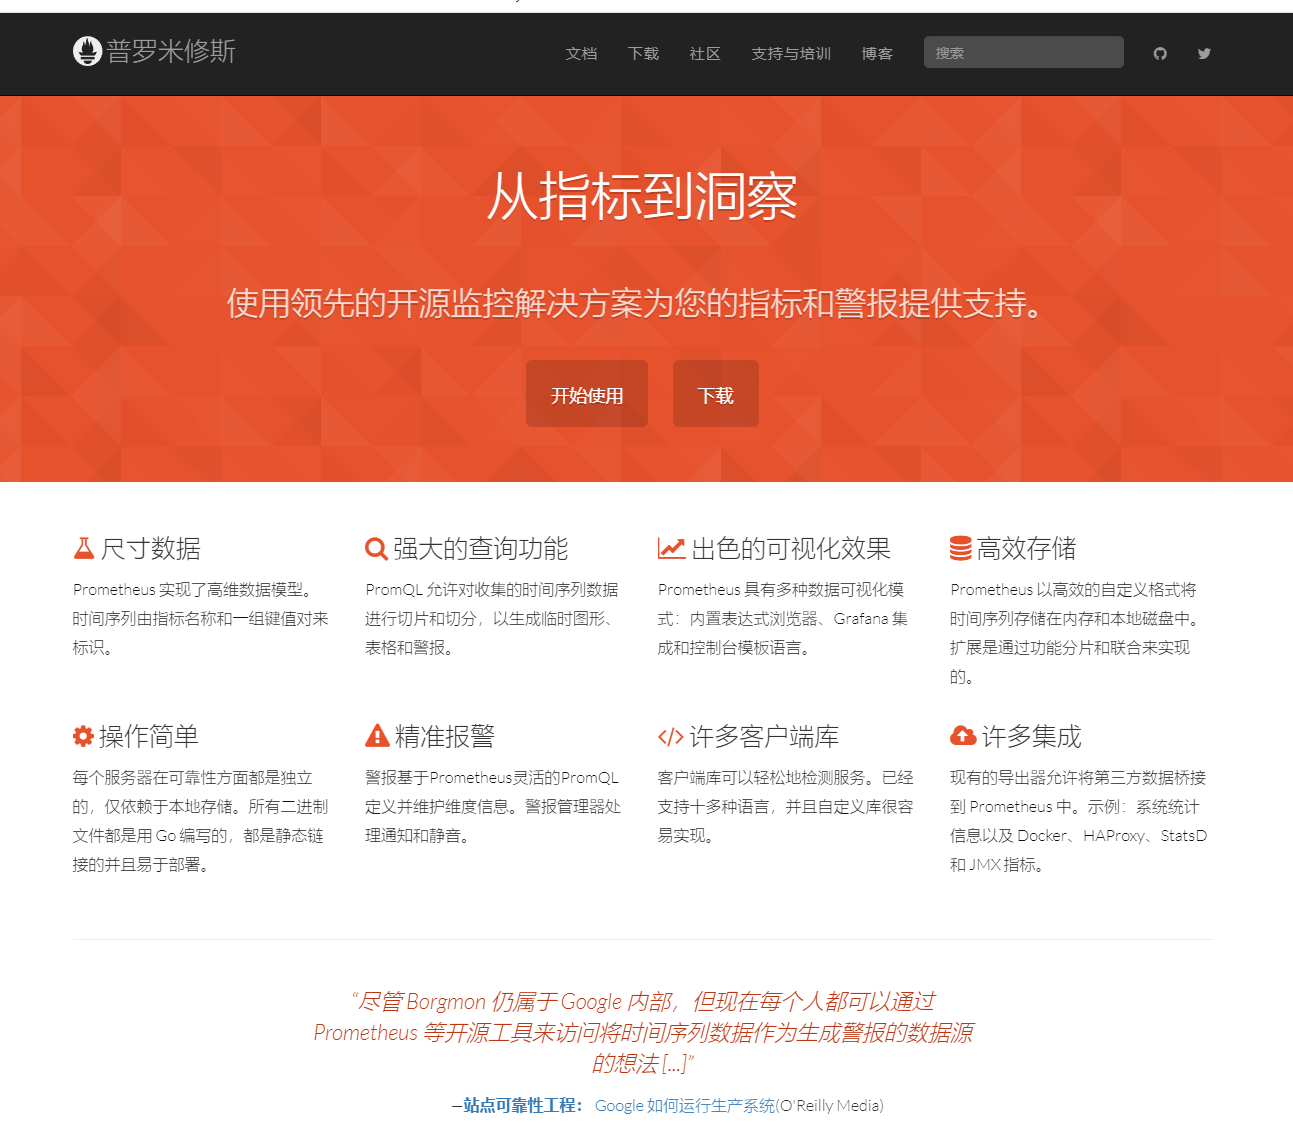 普罗米修斯
文档 下载 社区 支持与培训 博客 搜索
从指标到洞察
使用领先的开源监控解决方案为您的指标和警报提供支持。
开始使用 下载
尺寸数据
Prometheus 实现了高维数据模型。
时间序列由指标名称和一组键值对来
标识。
强大的查询功能
PromQL 允许对收集的时间序列数据
进行切片和切分，以生成临时图形、
表格和警报。
出色的可视化效果
Prometheus 具有多种数据可视化模
式：内置表达式浏览器、Grafana 集
成和控制台模板语言。
高效存储
Prometheus 以高效的自定义格式将
时间序列存储在内存和本地磁盘中。
扩展是通过功能分片和联合来实现
的。
操作简单
每个服务器在可靠性方面都是独立
的，仅依赖于本地存储。所有二进制
文件都是用 Go 编写的，都是静态链
接的并且易于部署。
精准报警
警报基于Prometheus灵活的PromQL
定义并维护维度信息。警报管理器处
理通知和静音。
许多客户端库
客户端库可以轻松地检测服务。已经
支持十多种语言，并且自定义库很容
易实现。
许多集成
现有的导出器允许将第三方数据桥接
到 Prometheus 中。示例：系统统计
信息以及 Docker、HAProxy、StatsD
和 JMX 指标。
“尽管 Borgmon 仍属于 Google 内部，但现在每个人都可以通过
Prometheus 等开源工具来访问将时间序列数据作为生成警报的数据源
的想法 [...]”
—站点可靠性工程： Google 如何运行生产系统(O'Reilly Media)